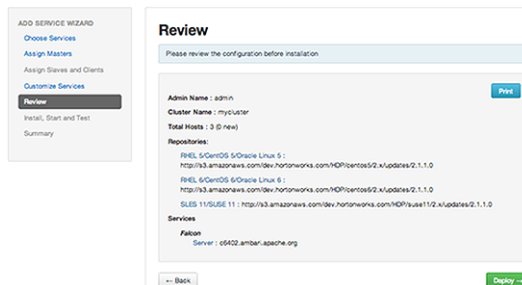 ADD SERVICE WIZARD
Choose Services
Assign Masters
Assign Slaves and Clients
Customize Services
Review
Install, Start and Test
Summary
Review
Please review the configuration before installation
Print
Admin Name : admin
Cluster Name : mycluster
Total Hosts : 3 (0 new)
Repositories:
RHEL 5/CentOS 5/Oracle Linux 5 :
http://s3.amazonaws.com/dev.hortonworks.com/HDP/centos5/2.x/updates/2.1.1.0
RHEL 6/CentOS 6/Oracle Linux 6 :
http://s3.amazonaws.com/dev.hortonworks.com/HDP/centos6/2.x/updates/2.1.1.0
SLES 11/SUSE 11 : http://s3.amazonaws.com/dev.hortonworks.com/HDP/suse11/2.x/updates/2.1.1.0
Services
Falcon
Server : c6402.ambari.apache.org
← Back
Deploy →